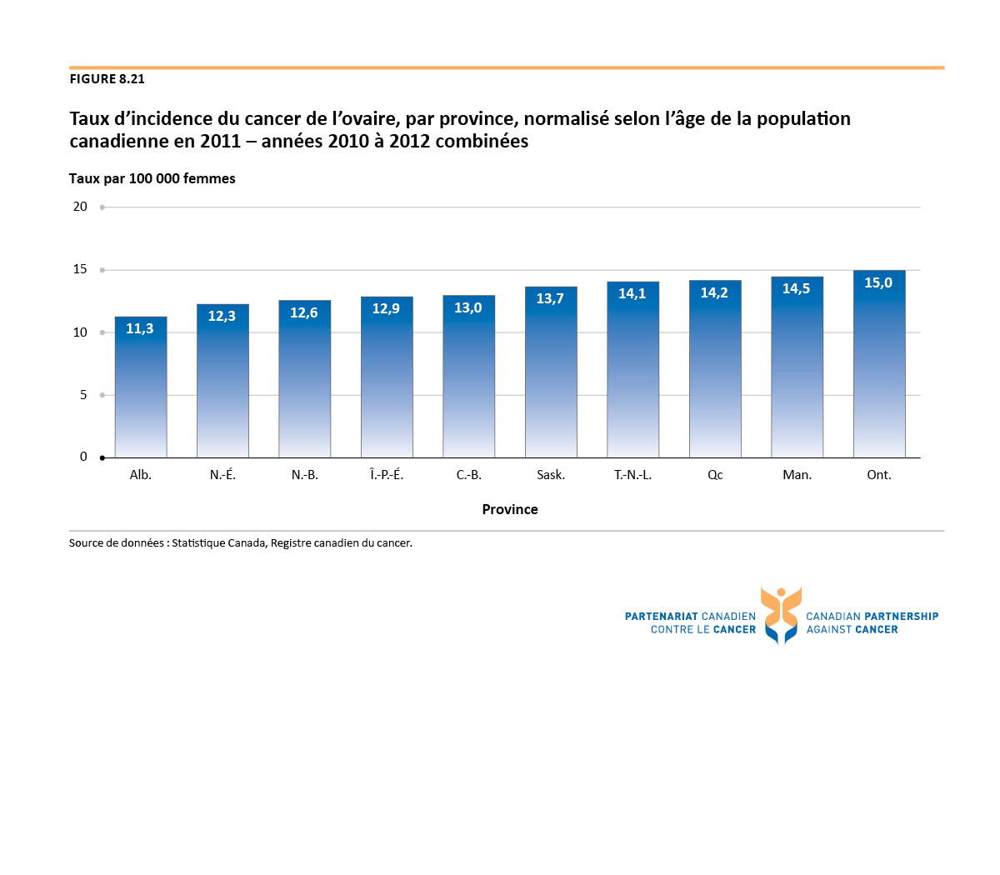 FIGURE 8.21
Taux d’incidence du cancer de l’ovaire, par province, normalisé selon l’âge de la population
canadienne en 2011 – années 2010 à 2012 combinées
Taux par 100 000 femmes
20
15
10
5
0
11,3
12,3
12,6
12,9
13,0
13,7
14,1
14,2
14,5
15,0
Alb.
N.-É.
N.-B.
Î.-P.-É.
C.-B.
Sask.
T.-N.-L.
Qc
Man.
Ont.
Province
Source de données : Statistique Canada, Registre canadien du cancer.
PARTENARIAT CANADIEN
CONTRE LE CANCER
CANADIAN PARTNERSHIP
AGAINST CANCER